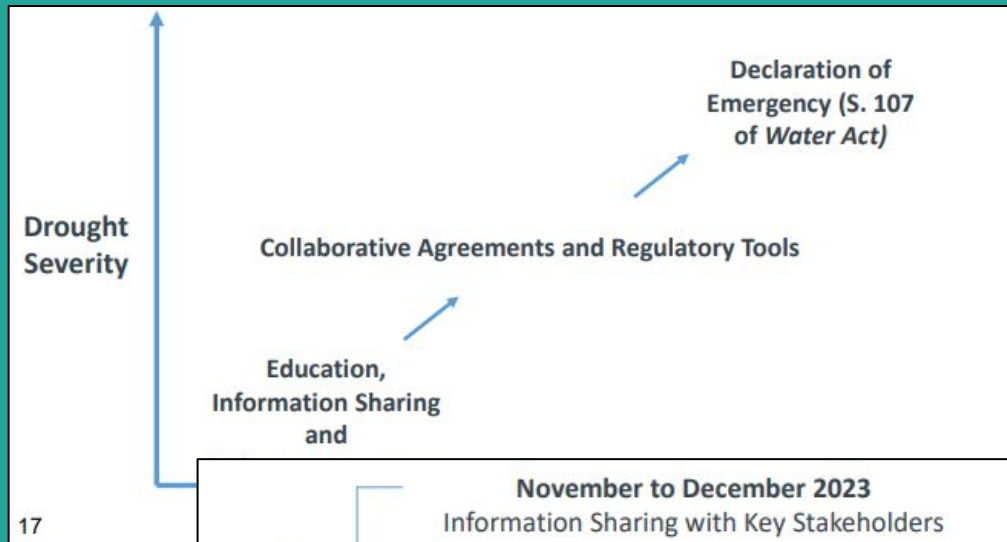 Declaration of
Emergency (S. 107
of Water Act)
Drought
Severity
Collaborative Agreements and Regulatory Tools
Education,
Information Sharing
and
November to December 2023
Information Sharing with Key Stakeholders
17